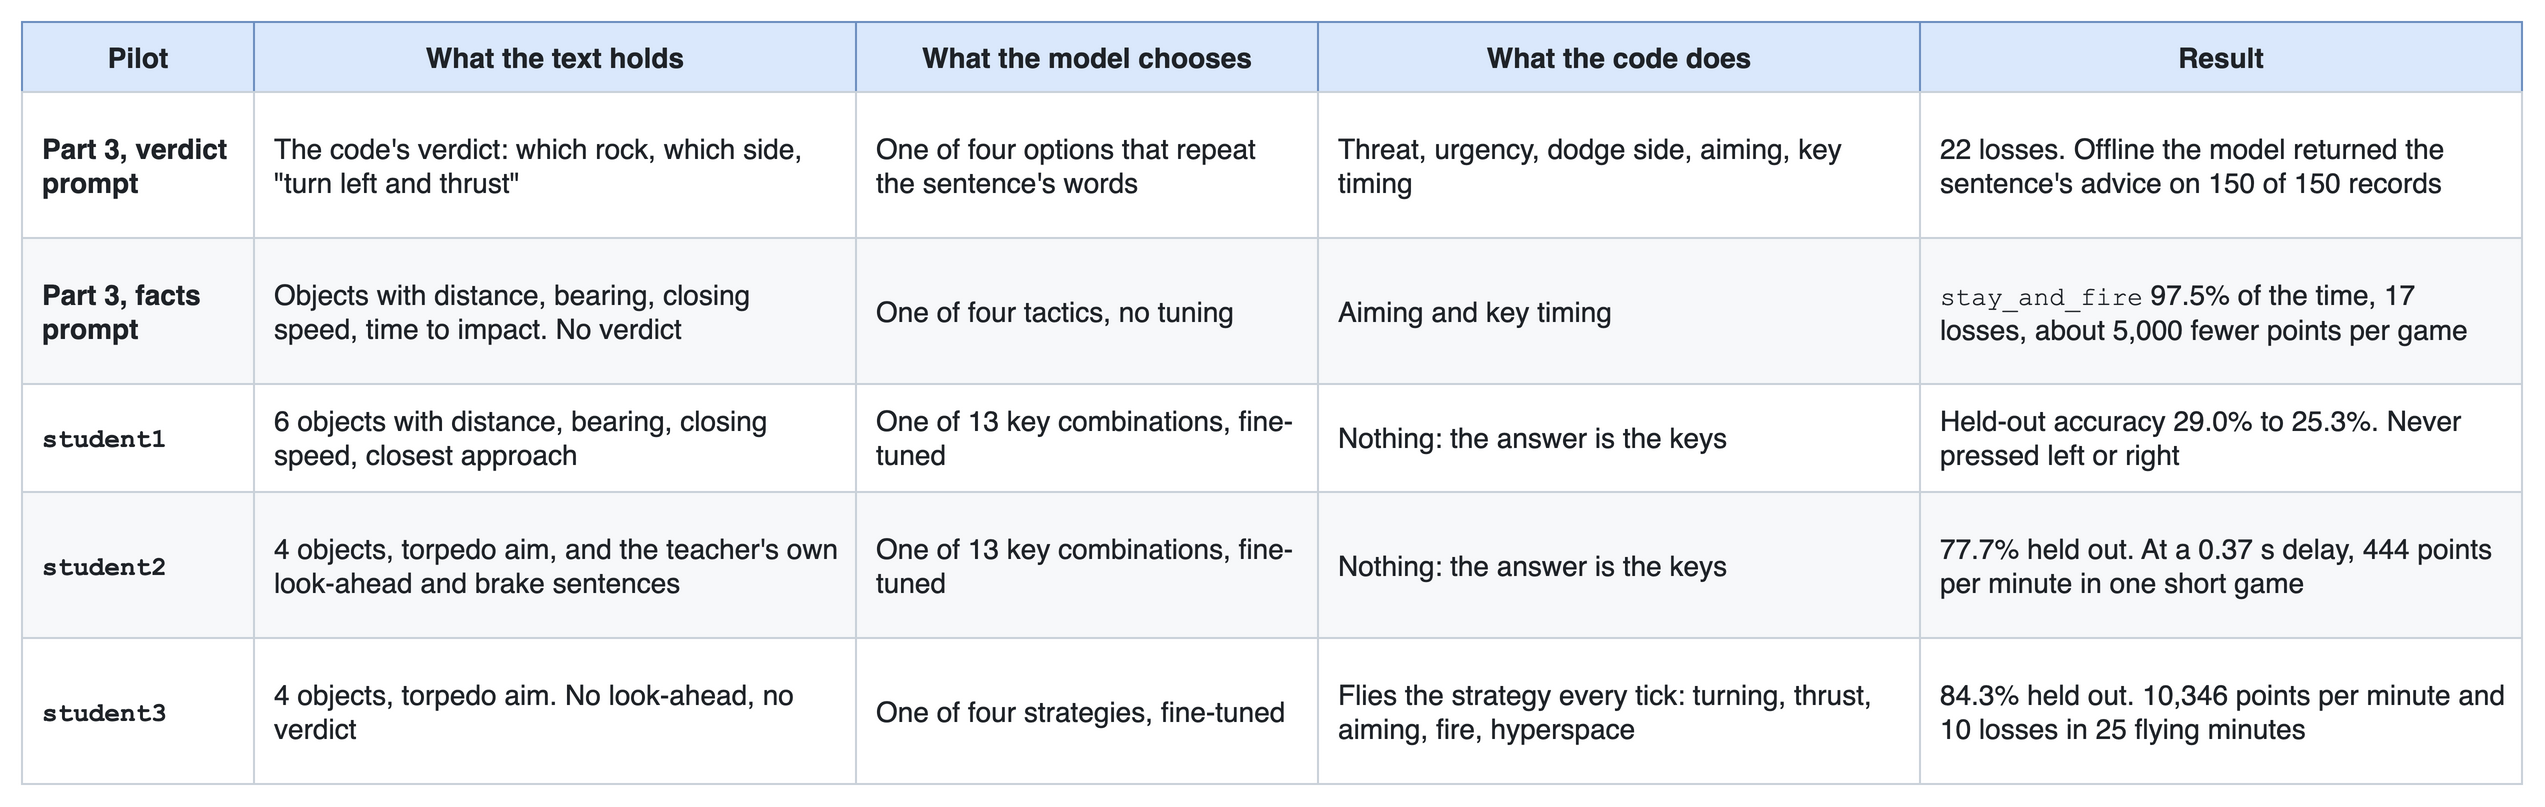 Pilot
What the text holds
What the model chooses
What the code does
Result
Part 3, verdict
prompt
The code's verdict: which rock, which side,
"turn left and thrust"
One of four options that repeat
the sentence's words
Threat, urgency, dodge side, aiming, key
timing
22 losses. Offline the model returned the
sentence's advice on 150 of 150 records
Part 3, facts
prompt
Objects with distance, bearing, closing
speed, time to impact. No verdict
One of four tactics, no tuning
Aiming and key timing
stay_and_fire 97.5% of the time, 17
losses, about 5,000 fewer points per game
student1
6 objects with distance, bearing, closing
speed, closest approach
One of 13 key combinations, fine-
tuned
Nothing: the answer is the keys
Held-out accuracy 29.0% to 25.3%. Never
pressed left or right
student2
4 objects, torpedo aim, and the teacher's own
look-ahead and brake sentences
One of 13 key combinations, fine-
tuned
Nothing: the answer is the keys
77.7% held out. At a 0.37 s delay, 444 points
per minute in one short game
student3
4 objects, torpedo aim. No look-ahead, no
verdict
One of four strategies, fine-tuned
Flies the strategy every tick: turning, thrust,
aiming, fire, hyperspace
84.3% held out. 10,346 points per minute and
10 losses in 25 flying minutes